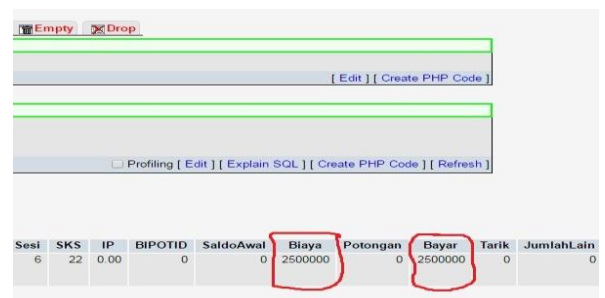 Empty Drop
[ Edit ] [ Create PHP Code ]
Profiling [ Edit ] [ Explain SQL ] [ Create PHP Code ] [ Refresh ]
Sesi SKS IP BIPOTID SaldoAwal Biaya Potongan Bayar Tarik JumlahLain
6 22 0.00 0 0 2500000 0 2500000 0 0